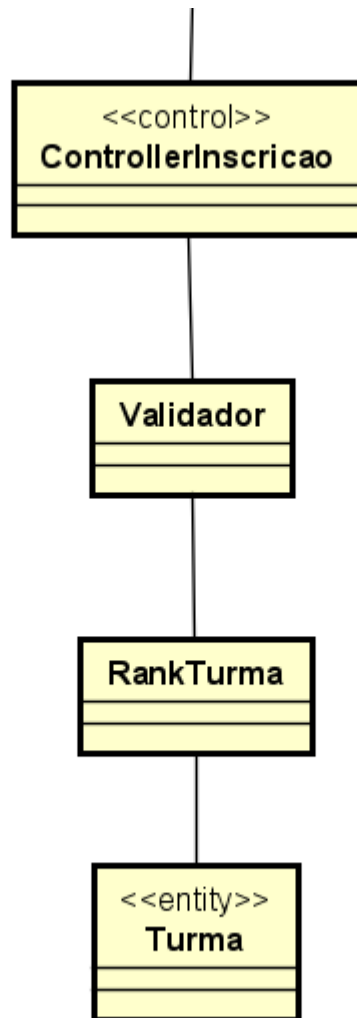 <<control>>
ControllerInscricao
Validador
RankTurma
<<entity>>
Turma